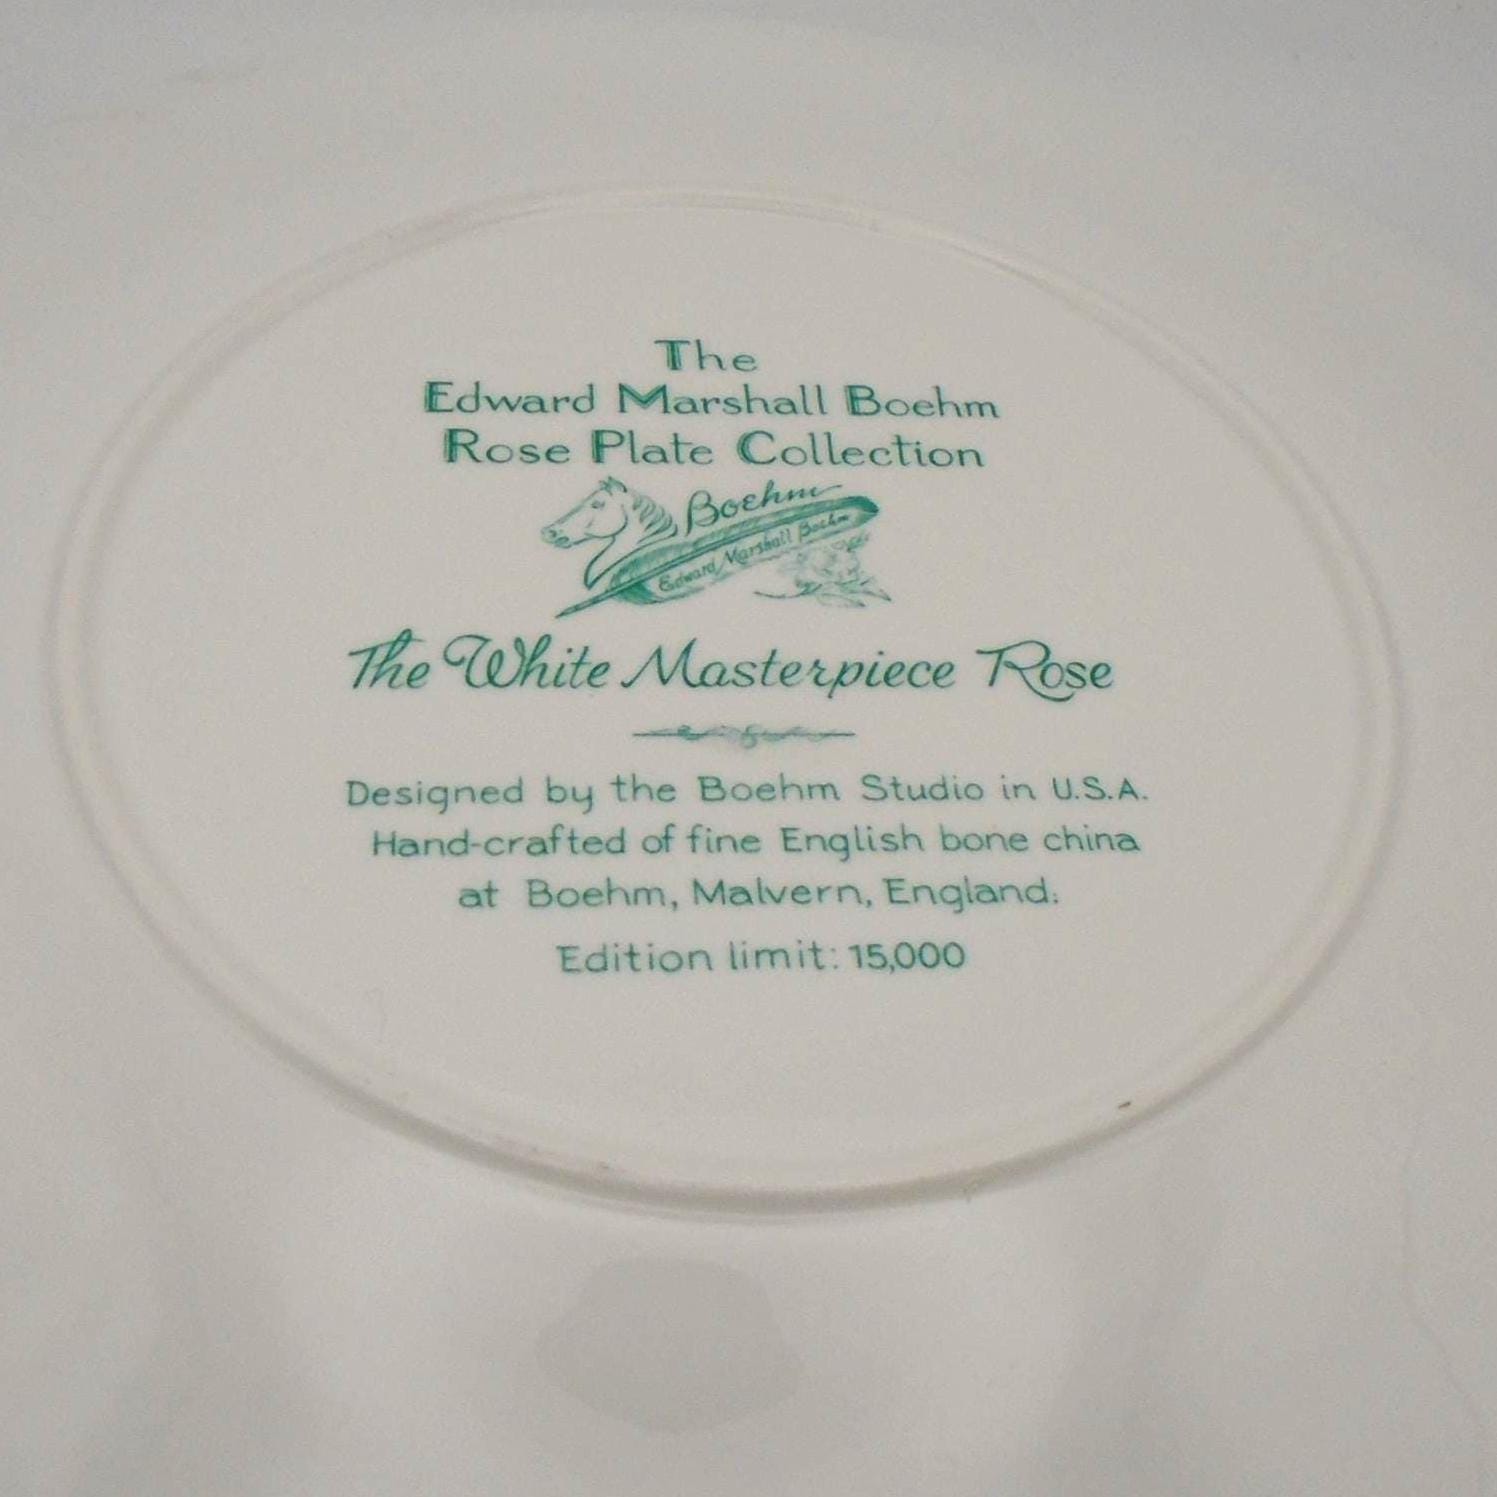 The
Edward Marshall Boehm
Rose Plate Collection
Boehm
Edward Marshall Boehm
The White Masterpiece Rose
Designed by the Boehm Studio in U.S.A.
Hand-crafted of fine English bone china
at Boehm, Malvern, England.
Edition limit: 15,000